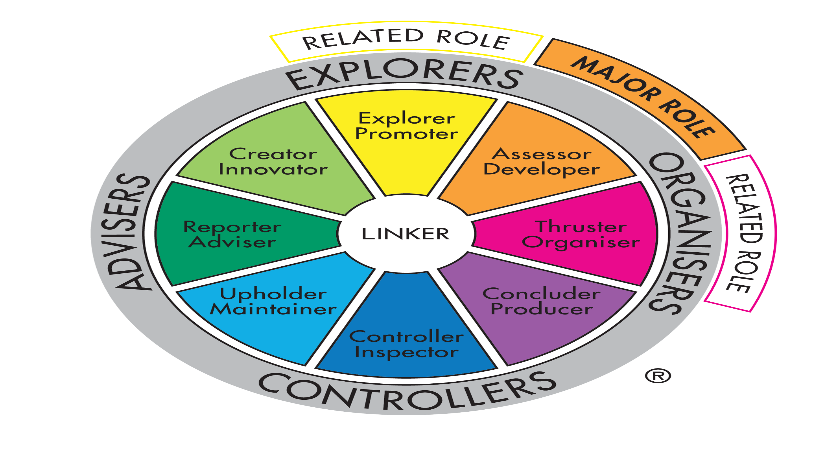 RELATED ROLE
MAJOR ROLE
RELATED ROLE
EXPLORERS
ORGANISERS
CONTROLLERS
ADVISERS
Explorer
Promoter
Assessor
Developer
Thruster
Organiser
Concluder
Producer
Controller
Inspector
Upholder
Maintainer
Reporter
Adviser
Creator
Innovator
LINKER
®